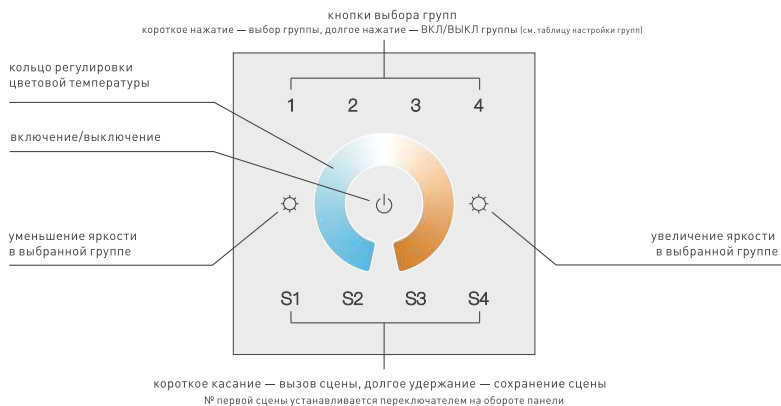 кнопки выбора групп
короткое нажатие — выбор группы, долгое нажатие — ВКЛ/ВЫКЛ группы (см. таблицу настройки групп)
кольцо регулировки
цветовой температуры
1 2 3 4
включение/выключение
уменьшение яркости
в выбранной группе
увеличение яркости
в выбранной группе
S1 S2 S3 S4
короткое касание — вызов сцены, долгое удержание — сохранение сцены
№ первой сцены устанавливается переключателем на обороте панели